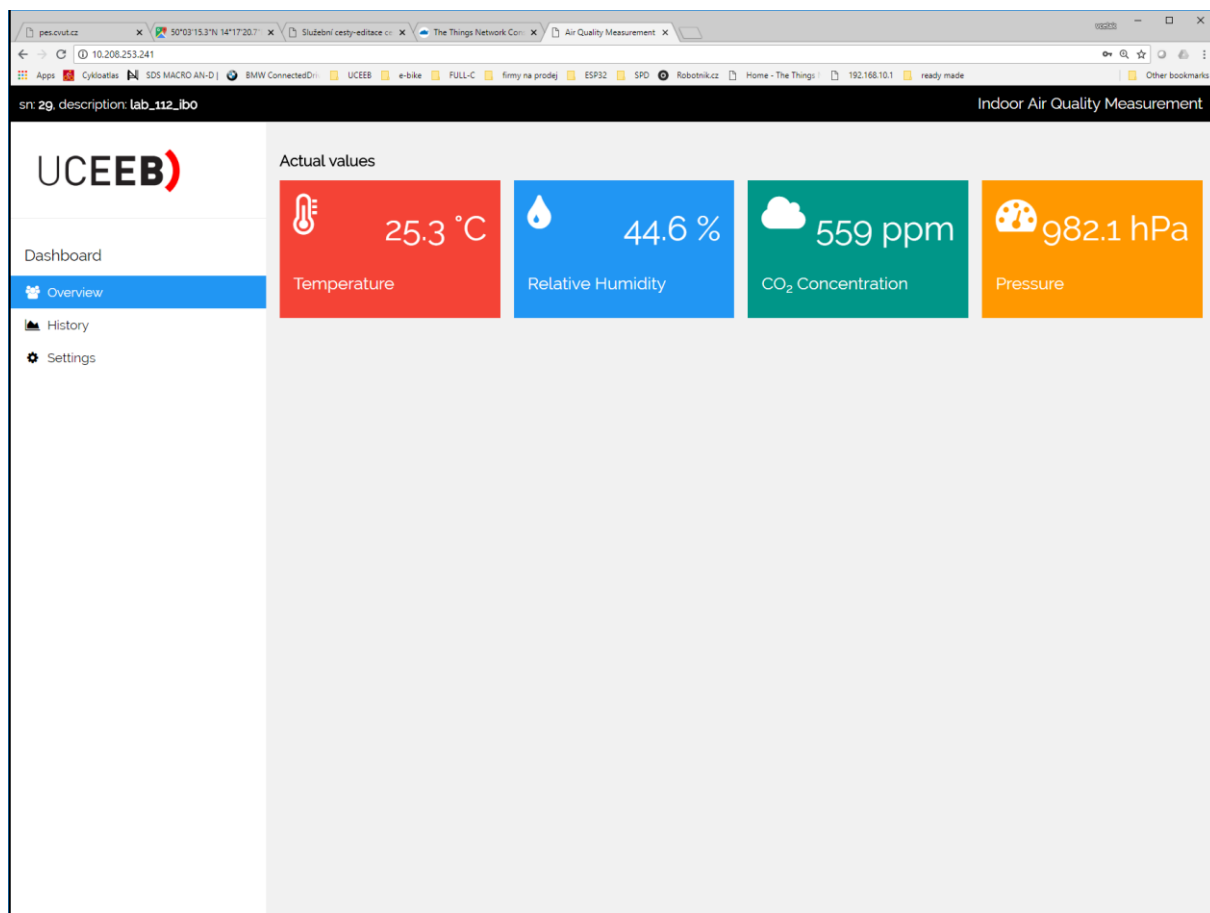 pes.cvut.cz
50°03'15.3"N 14°17'20.7"
Služební cesty-editace ce
The Things Network Con
Air Quality Measurement
10.208.253.241
Apps Cykloatlas SDS MACRO AN-D | BMW ConnectedDri UCEEB e-bike FULL-C firmy na prodej ESP32 SPD Robotnik.cz Home - The Things 192.168.10.1 ready made Other bookmarks
sn: 29, description: lab_112_ib0
Indoor Air Quality Measurement
UCEEB
Dashboard
Overview
History
Settings
Actual values
25.3 °C
Temperature
44.6 %
Relative Humidity
559 ppm
CO₂ Concentration
982.1 hPa
Pressure